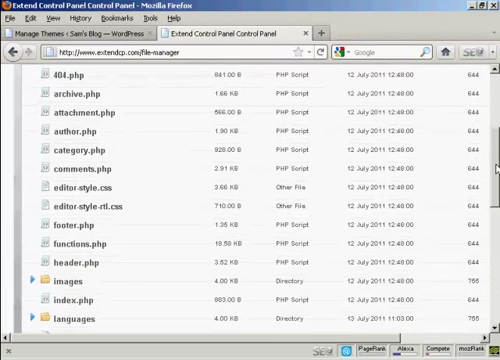 Extend Control Panel Control Panel - Mozilla Firefox
File Edit View History Bookmarks Tools Help
Manage Themes ‹ Sam's Blog — WordPress × Extend Control Panel Control Panel × +
http://www.extendcp.com/file-manager Google
404.php 641.00 B PHP Script 12 July 2011 12:48:00 644
archive.php 1.66 KB PHP Script 12 July 2011 12:48:00 644
attachment.php 566.00 B PHP Script 12 July 2011 12:48:00 644
author.php 1.90 KB PHP Script 12 July 2011 12:48:00 644
category.php 928.00 B PHP Script 12 July 2011 12:48:00 644
comments.php 2.91 KB PHP Script 12 July 2011 12:48:00 644
editor-style.css 3.66 KB Other File 12 July 2011 12:48:00 644
editor-style-rtl.css 710.00 B Other File 12 July 2011 12:48:00 644
footer.php 1.35 KB PHP Script 12 July 2011 12:48:00 644
functions.php 18.58 KB PHP Script 12 July 2011 12:48:00 644
header.php 3.52 KB PHP Script 12 July 2011 12:48:00 644
images 4.00 KB Directory 12 July 2011 12:48:00 755
index.php 883.00 B PHP Script 12 July 2011 12:48:00 644
languages 4.00 KB Directory 13 July 2011 11:03:00 755
× PageRank Alexa Compete mozRank